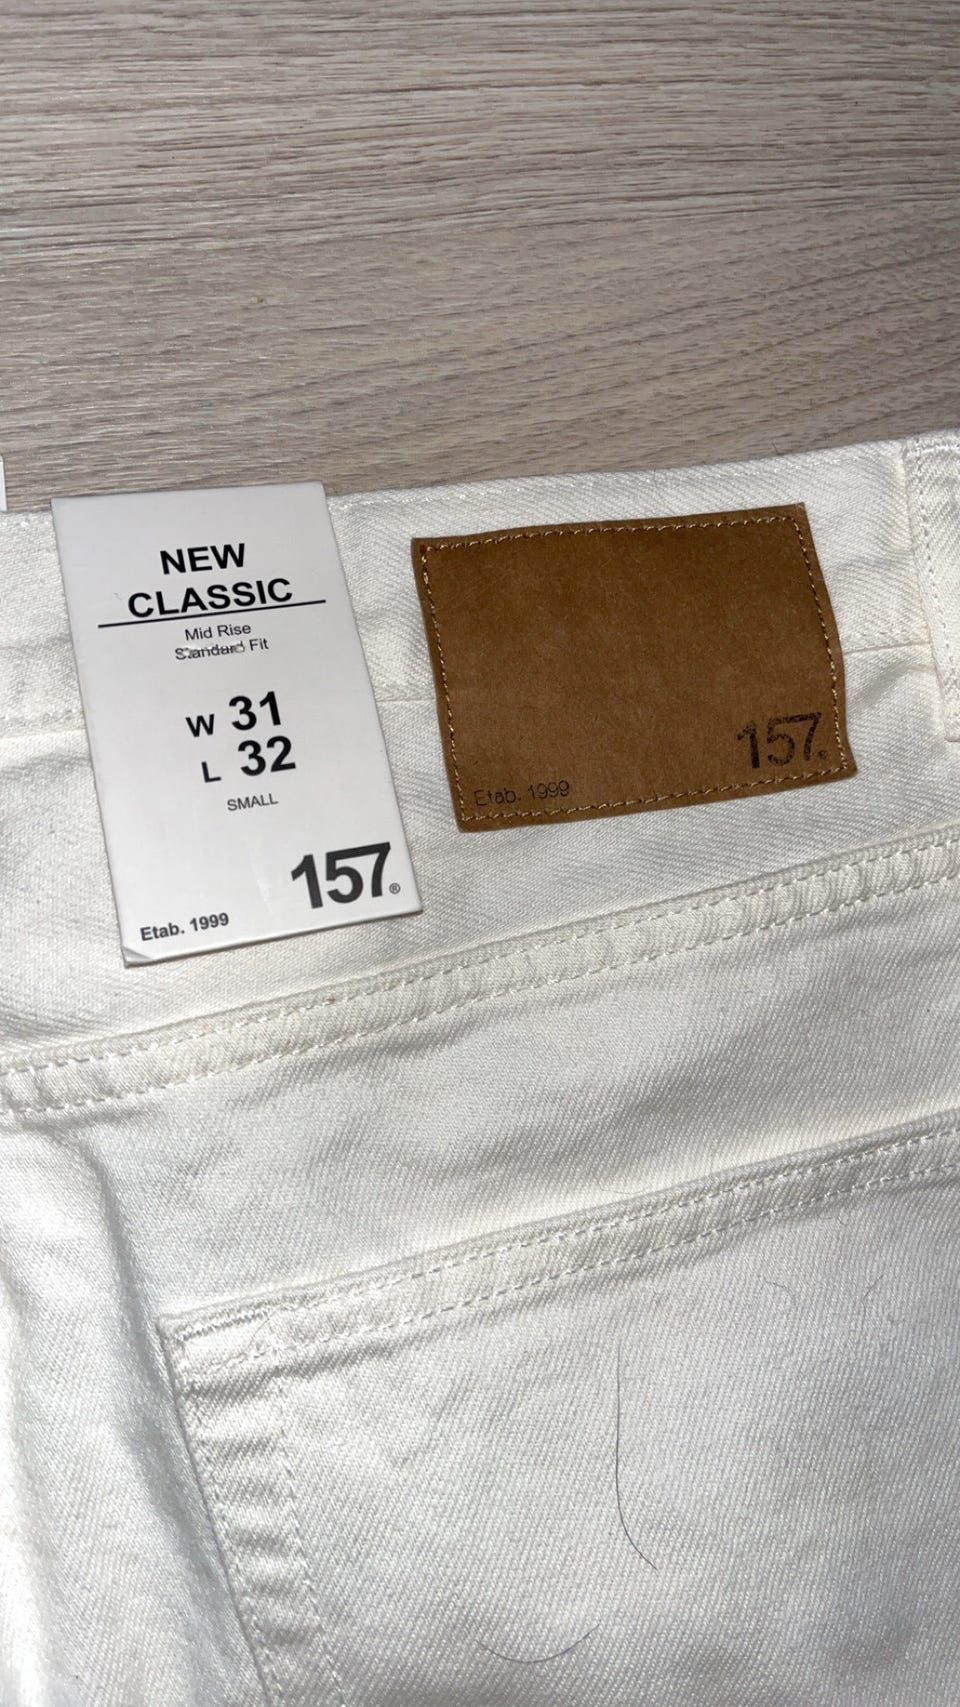 NEW
CLASSIC
Mid Rise
Standard Fit
W 31
L 32
SMALL
157®
Etab. 1999
157®
Etab. 1999